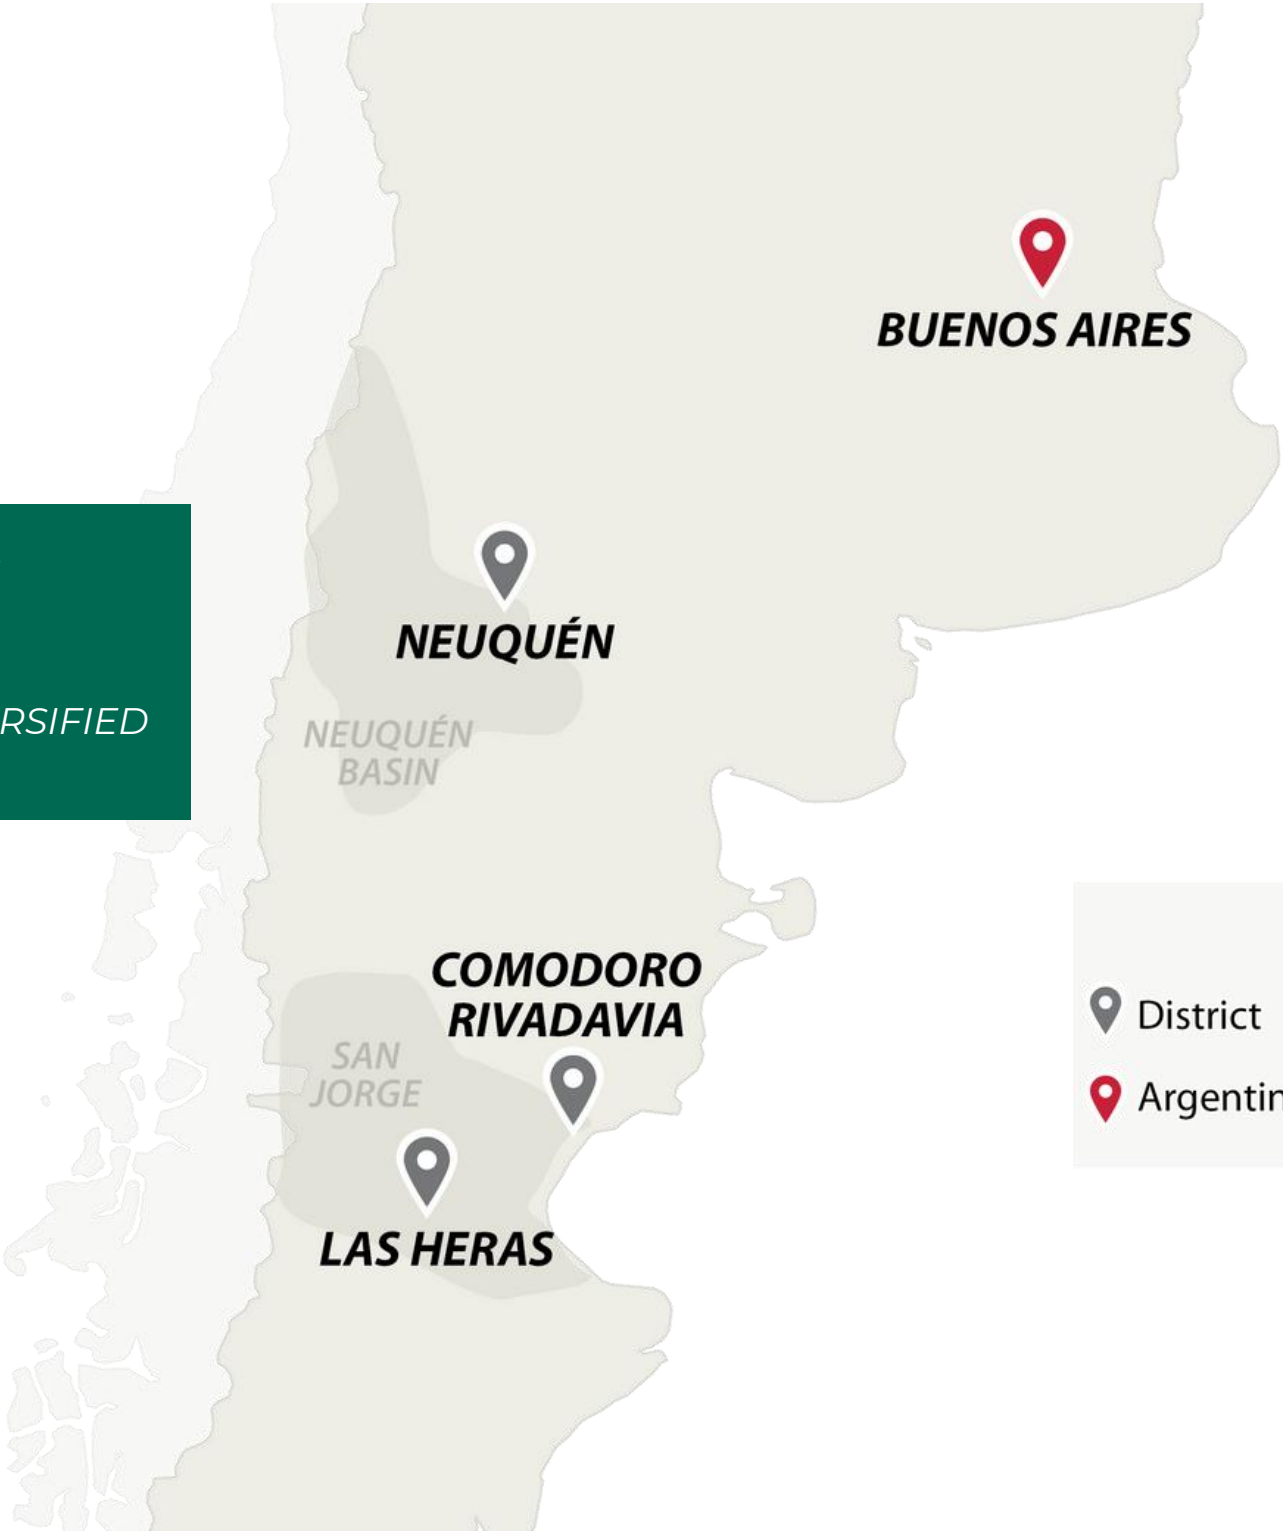 BUENOS AIRES
NEUQUÉN
RSIFIED
NEUQUÉN
BASIN
COMODORO
RIVADAVIA
District
SAN
JORGE
Argentin
LAS HERAS